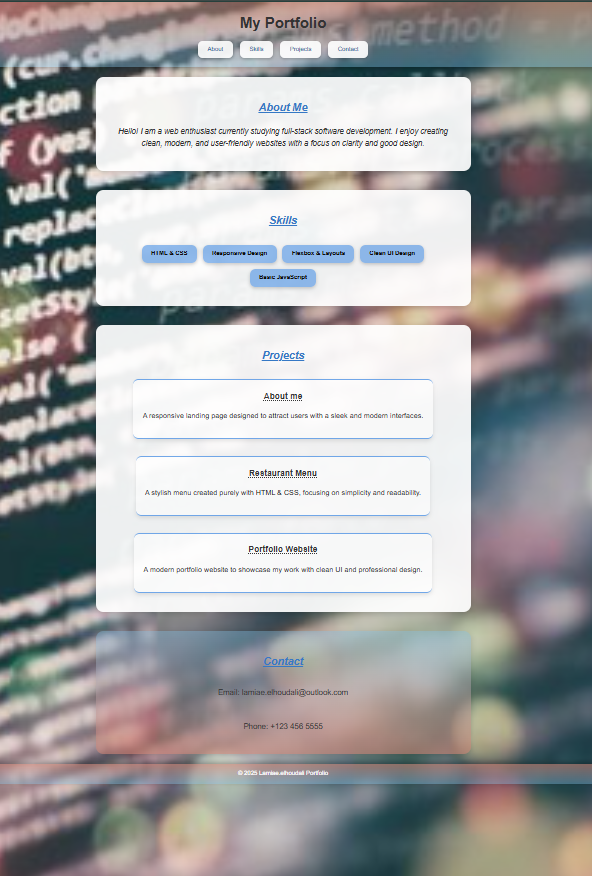 My Portfolio
About
Skills
Projects
Contact
About Me
Hello! I am a web enthusiast currently studying full-stack software development. I enjoy creating
clean, modern, and user-friendly websites with a focus on clarity and good design.
Skills
HTML & CSS
Responsive Design
Flexbox & Layouts
Clean UI Design
Basic JavaScript
Projects
About me
A responsive landing page designed to attract users with a sleek and modern interfaces.
Restaurant Menu
A stylish menu created purely with HTML & CSS, focusing on simplicity and readability.
Portfolio Website
A modern portfolio website to showcase my work with clean UI and professional design.
Contact
Email: lamiae.elhoudali@outlook.com
Phone: +123 456 5555
© 2025 Lamiae.elhoudali Portfolio